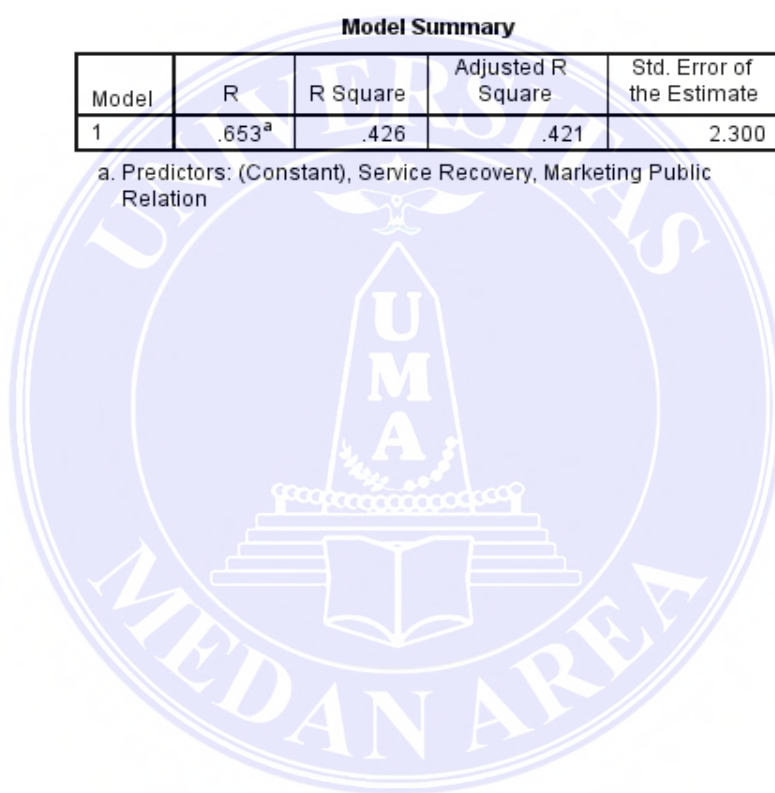 Model Summary
Model R R Square Adjusted R Square Std. Error of the Estimate
1 .653a .426 .421 2.300
a. Predictors: (Constant), Service Recovery, Marketing Public
Relation
UNIVERSITAS
UMA
MEDAN AREA